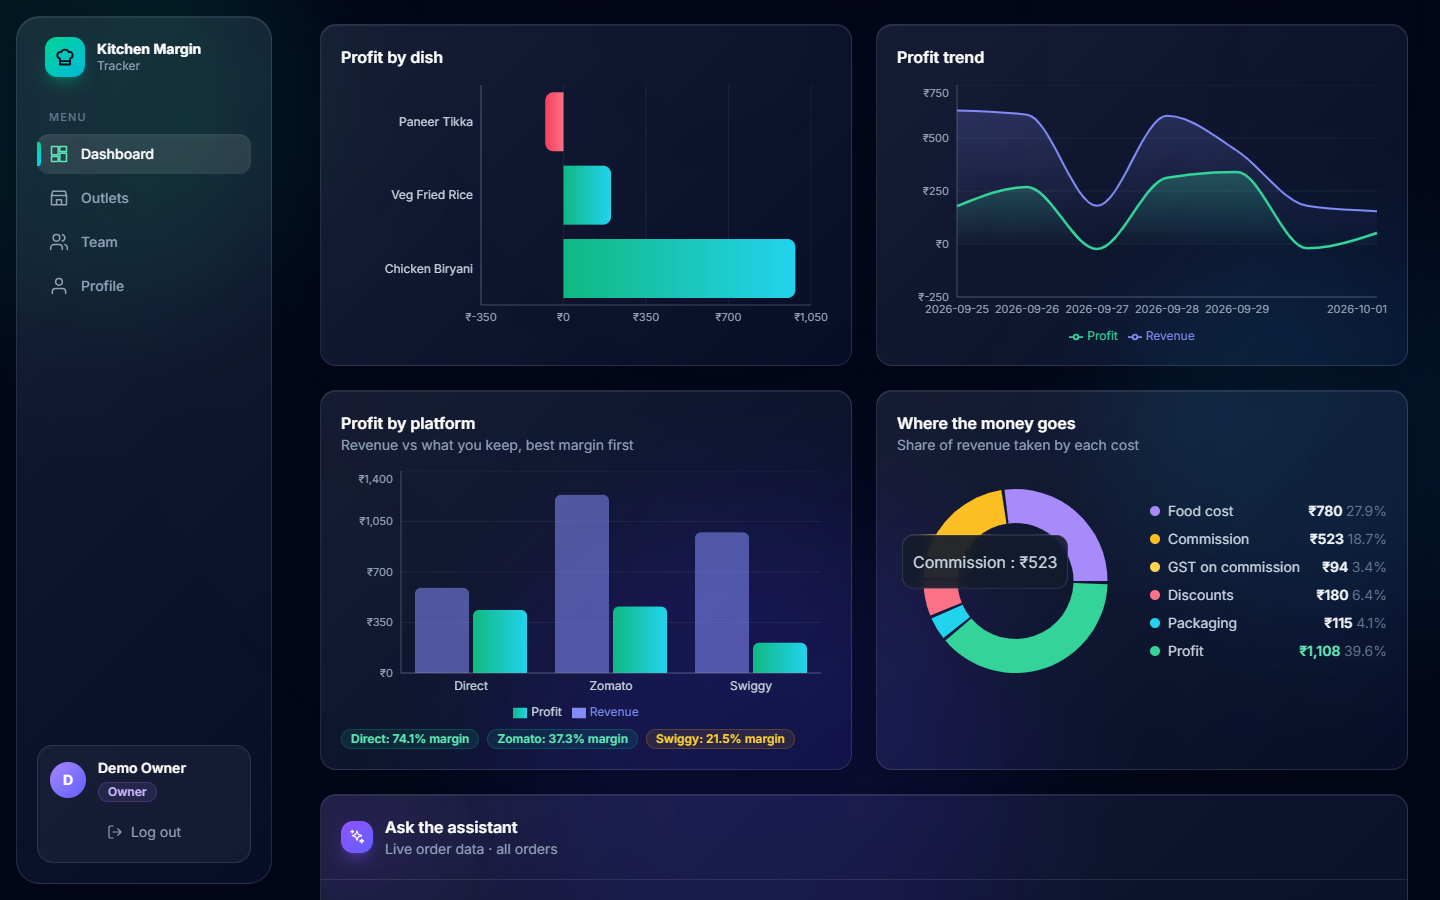 Kitchen Margin
Tracker
MENU
Dashboard
Outlets
Team
Profile
Demo Owner
D
Owner
Log out
Profit by dish
Paneer Tikka
Veg Fried Rice
Chicken Biryani
₹-350 ₹0 ₹350 ₹700 ₹1,050
Profit trend
₹750
₹500
₹250
₹0
₹-250
2026-09-25 2026-09-26 2026-09-27 2026-09-28 2026-09-29 2026-10-01
Profit Revenue
Profit by platform
Revenue vs what you keep, best margin first
₹1,400
₹1,050
₹700
₹350
₹0
Direct Zomato Swiggy
Profit Revenue
Direct: 74.1% margin Zomato: 37.3% margin Swiggy: 21.5% margin
Where the money goes
Share of revenue taken by each cost
Commission : ₹523
Food cost ₹780 27.9%
Commission ₹523 18.7%
GST on commission ₹94 3.4%
Discounts ₹180 6.4%
Packaging ₹115 4.1%
Profit ₹1,108 39.6%
Ask the assistant
Live order data · all orders